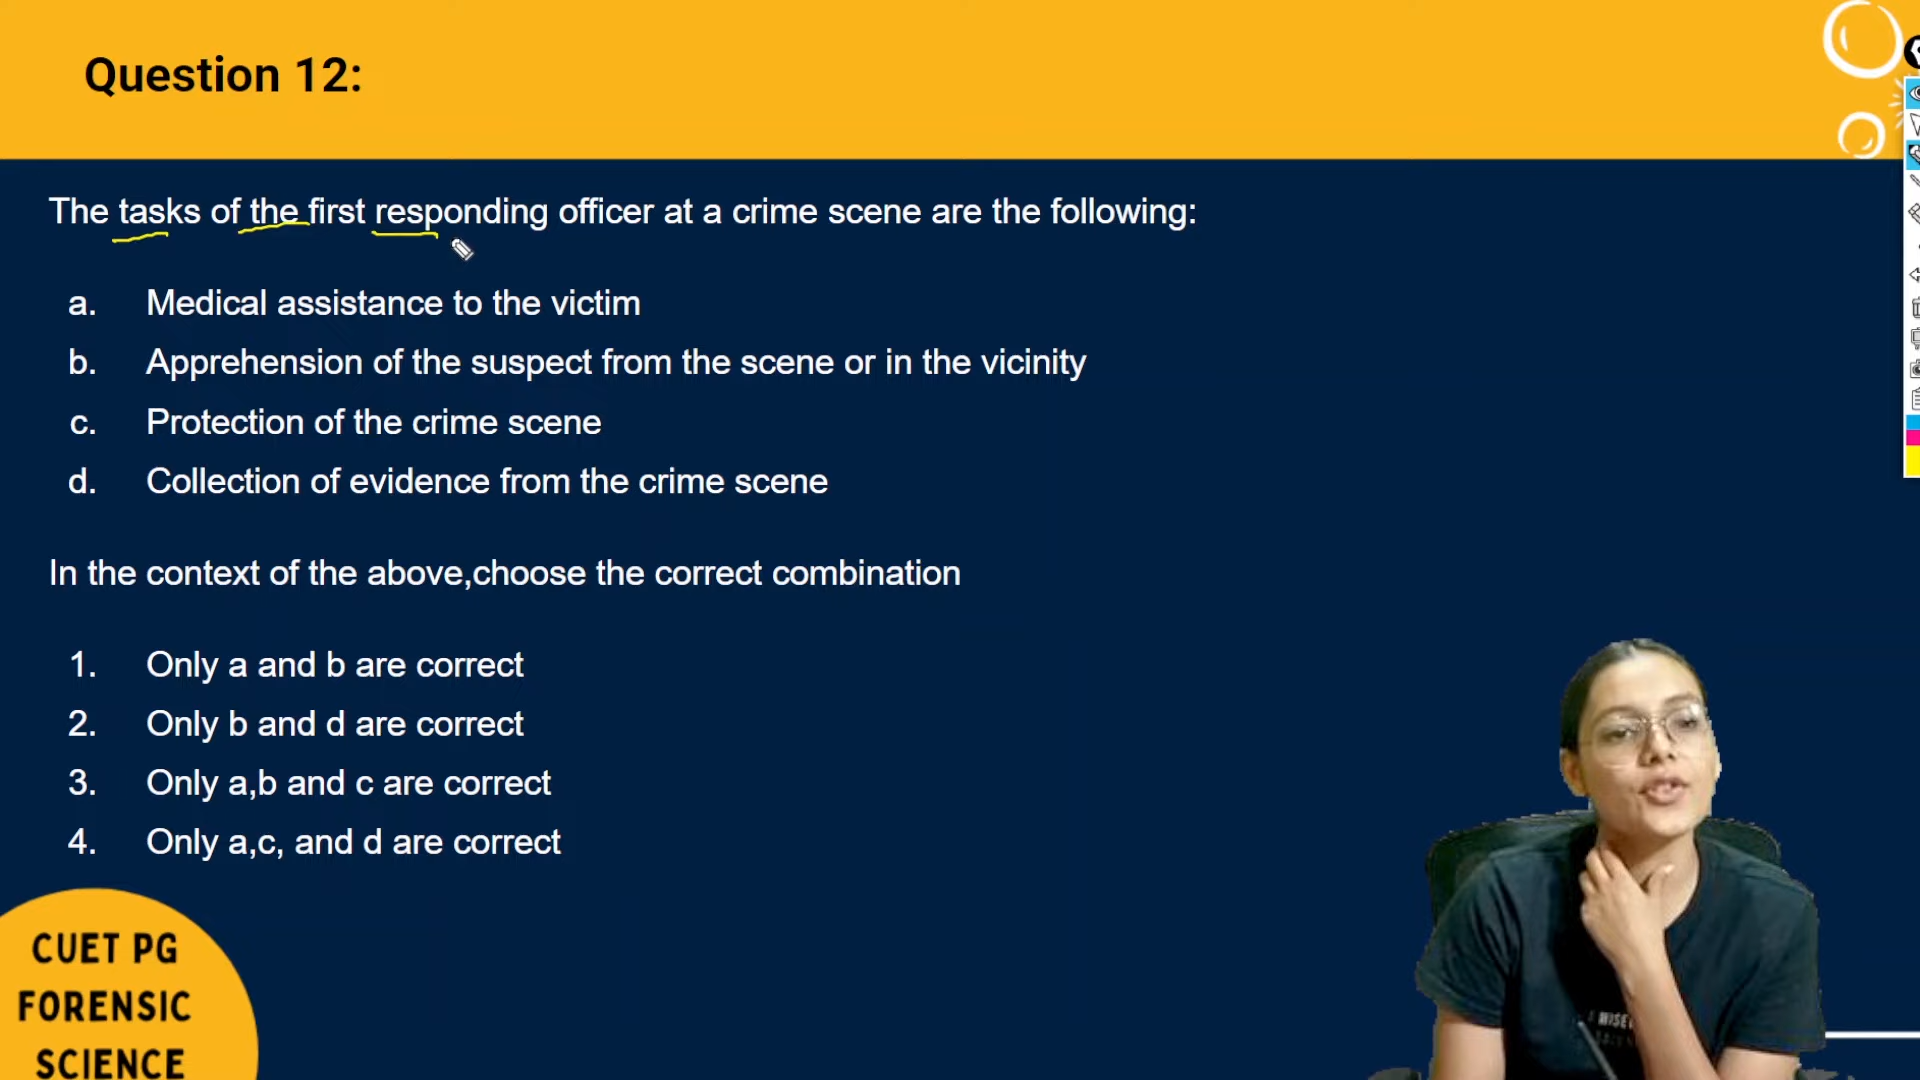 Question 12:
The tasks of the first responding officer at a crime scene are the following:
a. Medical assistance to the victim
b. Apprehension of the suspect from the scene or in the vicinity
c. Protection of the crime scene
d. Collection of evidence from the crime scene
In the context of the above,choose the correct combination
1. Only a and b are correct
2. Only b and d are correct
3. Only a,b and c are correct
4. Only a,c, and d are correct
CUET PG
FORENSIC
SCIENCE